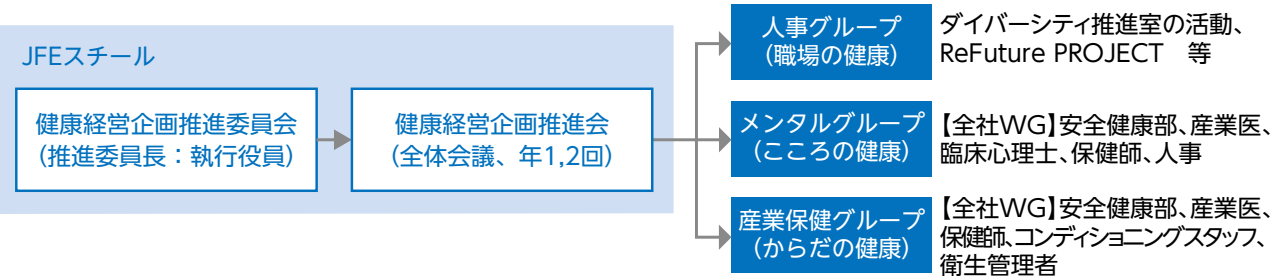 JFEスチール
健康経営企画推進委員会
(推進委員長：執行役員)
健康経営企画推進会
(全体会議、年1,2回)
人事グループ
(職場の健康)
ダイバーシティ推進室の活動、
ReFuture PROJECT　等
メンタルグループ
(こころの健康)
【全社WG】安全健康部、産業医、
臨床心理士、保健師、人事
産業保健グループ
(からだの健康)
【全社WG】安全健康部、産業医、
保健師、コンディショニングスタッフ、
衛生管理者